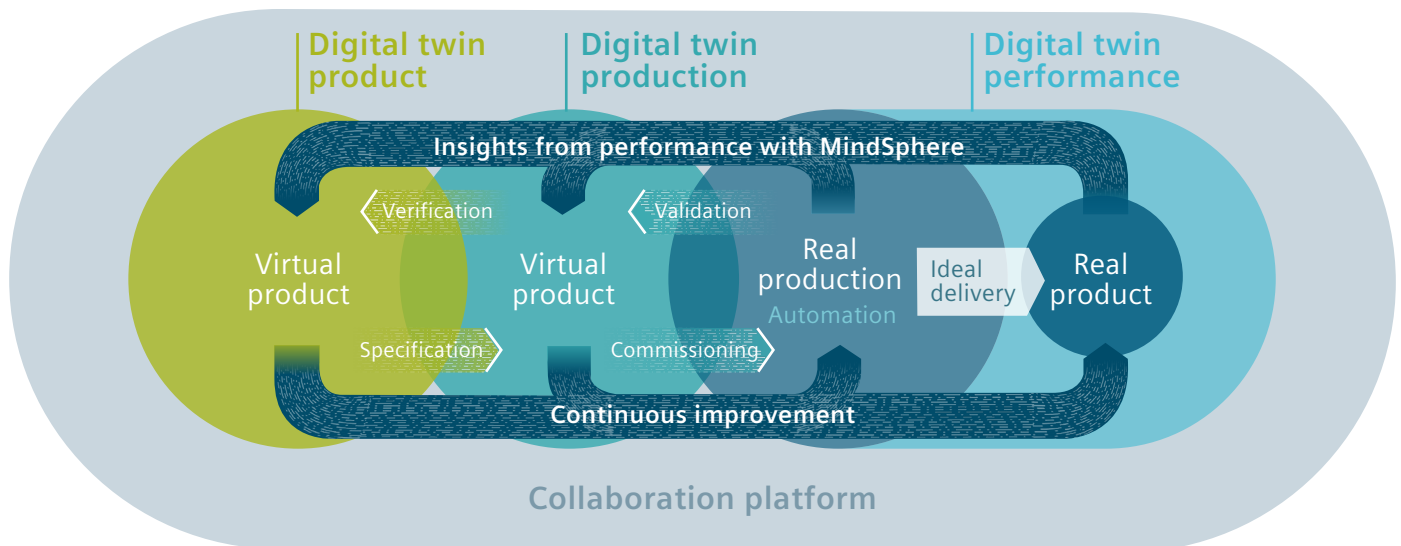 Digital twin
product
Digital twin
production
Digital twin
performance
Insights from performance with MindSphere
Verification
Validation
Virtual
product
Virtual
product
Real
production
Automation
Ideal
delivery
Real
product
Specification
Commissioning
Continuous improvement
Collaboration platform